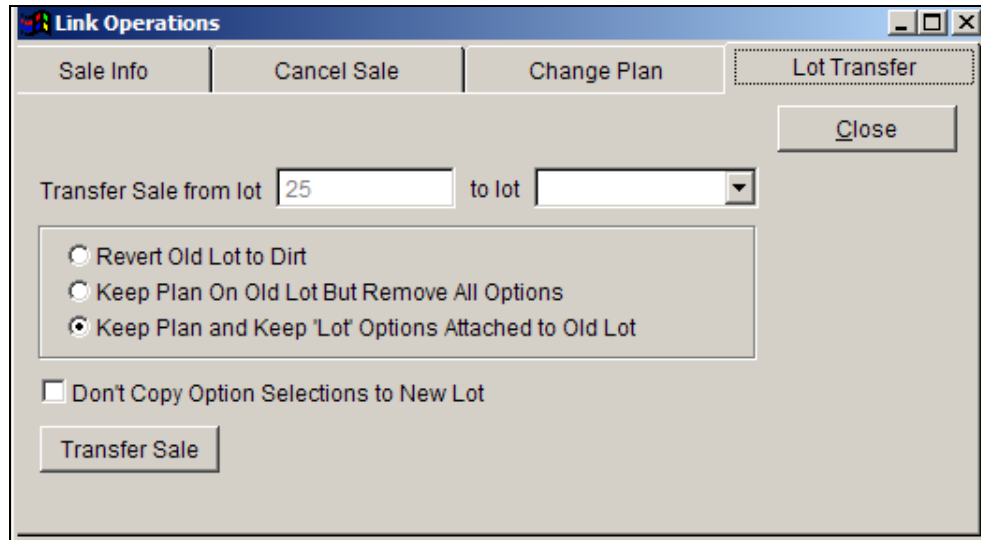 Link Operations
Sale Info Cancel Sale Change Plan Lot Transfer
Close
Transfer Sale from lot 25 to lot
Revert Old Lot to Dirt
Keep Plan On Old Lot But Remove All Options
Keep Plan and Keep 'Lot' Options Attached to Old Lot
Don't Copy Option Selections to New Lot
Transfer Sale